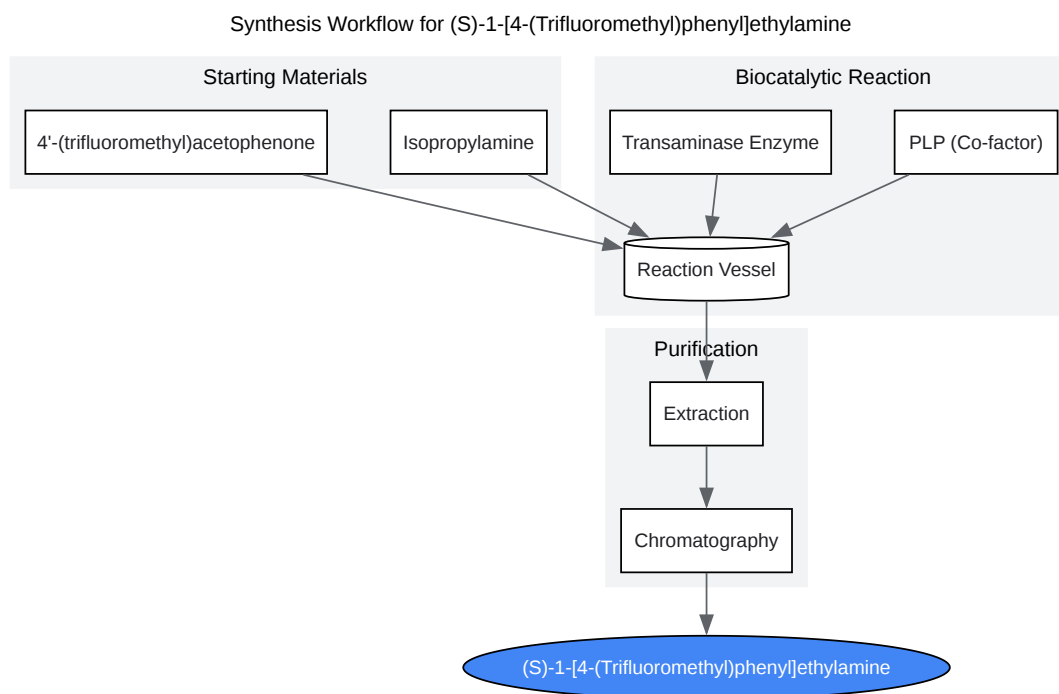 Synthesis Workflow for (S)-1-[4-(Trifluoromethyl)phenyl]ethylamine
Starting Materials
Biocatalytic Reaction
4'-(trifluoromethyl)acetophenone
Isopropylamine
Transaminase Enzyme
PLP (Co-factor)
Reaction Vessel
Purification
Extraction
Chromatography
(S)-1-[4-(Trifluoromethyl)phenyl]ethylamine